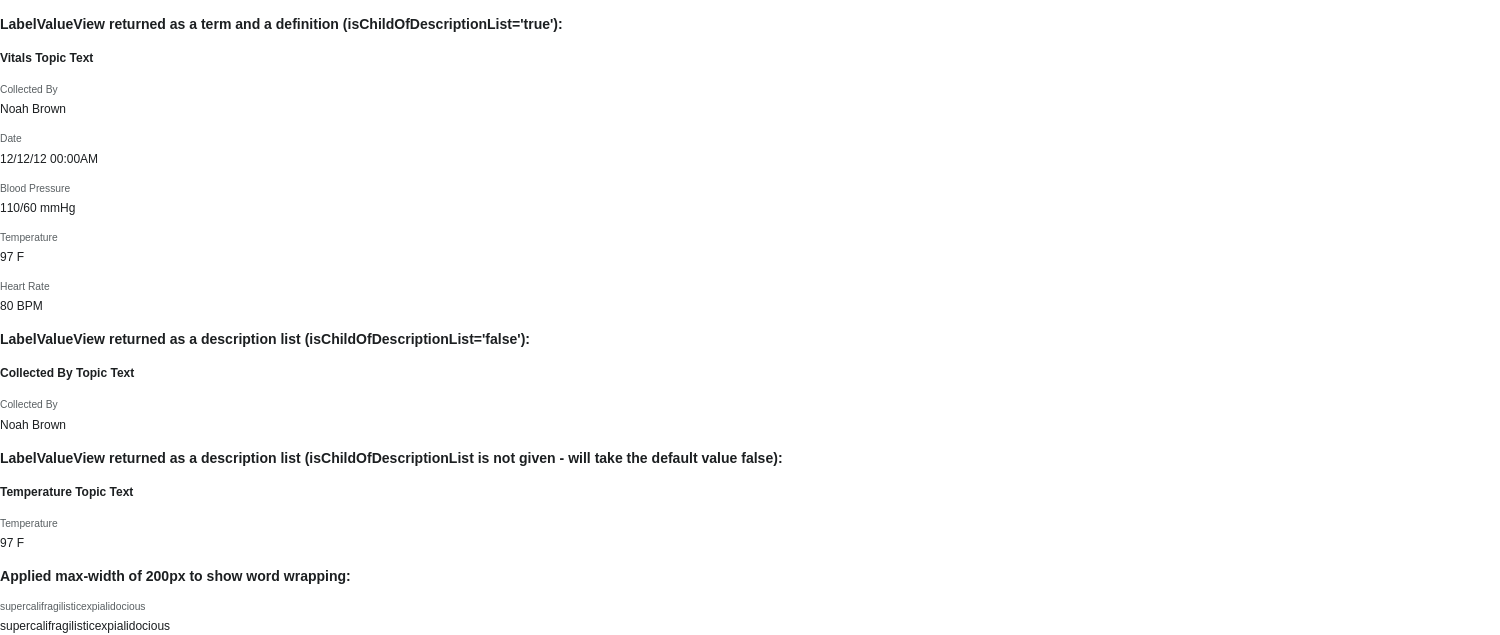 LabelValueView returned as a term and a definition (isChildOfDescriptionList='true'):
Vitals Topic Text
Collected By
Noah Brown
Date
12/12/12 00:00AM
Blood Pressure
110/60 mmHg
Temperature
97 F
Heart Rate
80 BPM
LabelValueView returned as a description list (isChildOfDescriptionList='false'):
Collected By Topic Text
Collected By
Noah Brown
LabelValueView returned as a description list (isChildOfDescriptionList is not given - will take the default value false):
Temperature Topic Text
Temperature
97 F
Applied max-width of 200px to show word wrapping:
supercalifragilisticexpialidocious
supercalifragilisticexpialidocious